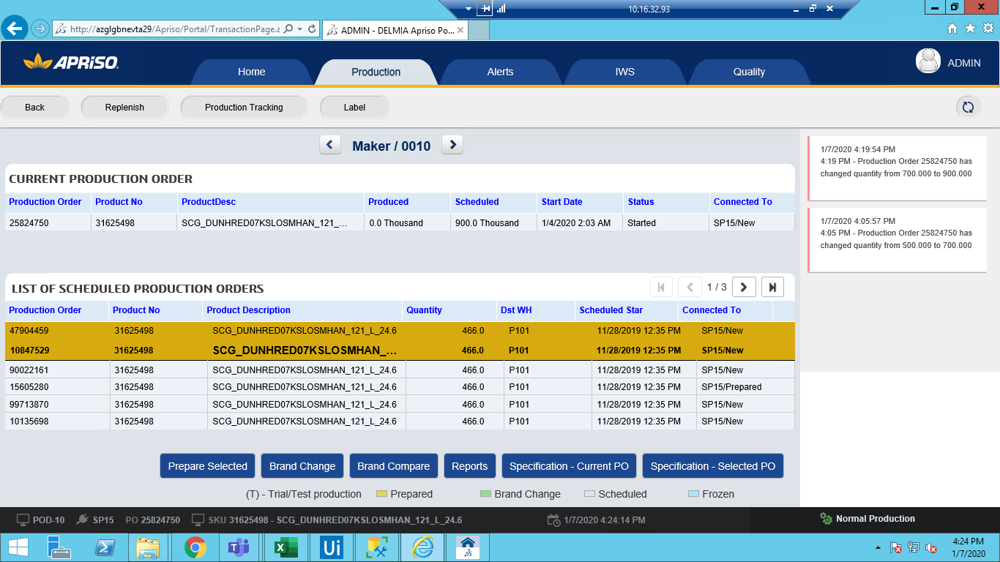 10.16.32.93
http://azglgbnevta29/Apriso/Portal/TransactionPage.a
ADMIN - DELMIA Apriso Po...
APRISO
Home
Production
Alerts
IWS
Quality
ADMIN
Back
Replenish
Production Tracking
Label
Maker / 0010
CURRENT PRODUCTION ORDER
Production Order Product No ProductDesc Produced Scheduled Start Date Status Connected To
25824750 31625498 SCG_DUNHRED07KSLOSMHAN_121_... 0.0 Thousand 900.0 Thousand 1/4/2020 2:03 AM Started SP15/New
1/7/2020 4:19:54 PM
4:19 PM - Production Order 25824750 has
changed quantity from 700.000 to 900.000
1/7/2020 4:05:57 PM
4:05 PM - Production Order 25824750 has
changed quantity from 500.000 to 700.000
LIST OF SCHEDULED PRODUCTION ORDERS
1 / 3
Production Order Product No Product Description Quantity Dst WH Scheduled Star Connected To
47904459 31625498 SCG_DUNHRED07KSLOSMHAN_121_L_24.6 466.0 P101 11/28/2019 12:35 PM SP15/New
10847529 31625498 SCG_DUNHRED07KSLOSMHAN_... 466.0 P101 11/28/2019 12:35 PM SP15/New
90022161 31625498 SCG_DUNHRED07KSLOSMHAN_121_L_24.6 466.0 P101 11/28/2019 12:35 PM SP15/New
15605280 31625498 SCG_DUNHRED07KSLOSMHAN_121_L_24.6 466.0 P101 11/28/2019 12:35 PM SP15/Prepared
99713870 31625498 SCG_DUNHRED07KSLOSMHAN_121_L_24.6 466.0 P101 11/28/2019 12:35 PM SP15/New
10135698 31625498 SCG_DUNHRED07KSLOSMHAN_121_L_24.6 466.0 P101 11/28/2019 12:35 PM SP15/New
Prepare Selected
Brand Change
Brand Compare
Reports
Specification - Current PO
Specification - Selected PO
(T) - Trial/Test production Prepared Brand Change Scheduled Frozen
POD-10 SP15 PO 25824750 SKU 31625498 - SCG_DUNHRED07KSLOSMHAN_121_L_24.6 1/7/2020 4:24:14 PM Normal Production
Ui
4:24 PM
1/7/2020